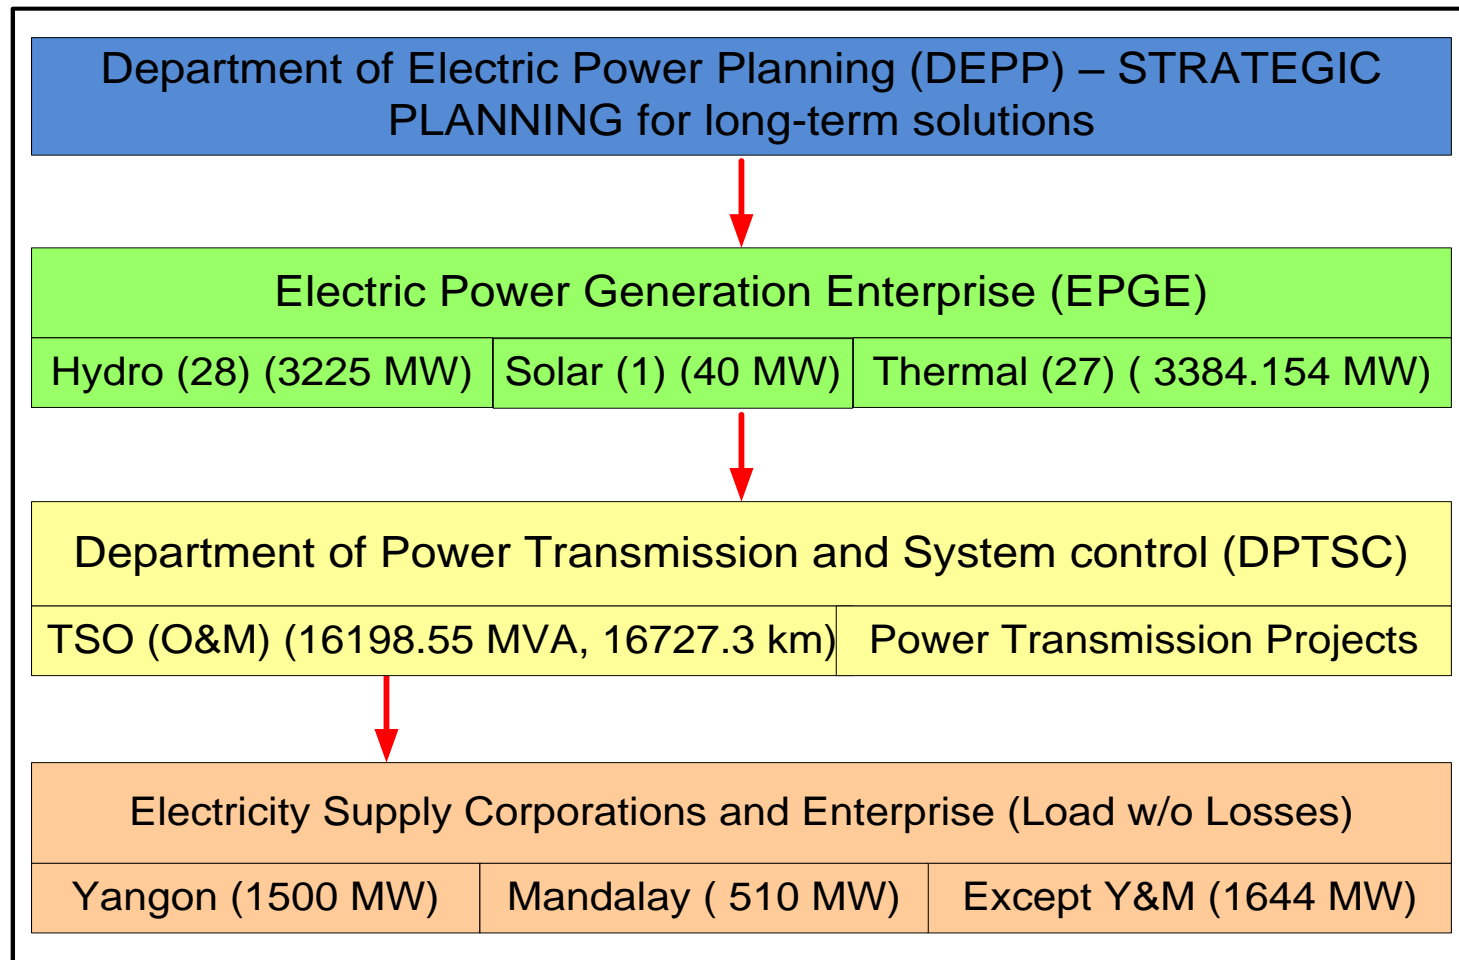 Department of Electric Power Planning (DEPP) – STRATEGIC
PLANNING for long-term solutions
Electric Power Generation Enterprise (EPGE)
Hydro (28) (3225 MW)
Solar (1) (40 MW)
Thermal (27) ( 3384.154 MW)
Department of Power Transmission and System control (DPTSC)
TSO (O&M) (16198.55 MVA, 16727.3 km)
Power Transmission Projects
Electricity Supply Corporations and Enterprise (Load w/o Losses)
Yangon (1500 MW)
Mandalay ( 510 MW)
Except Y&M (1644 MW)